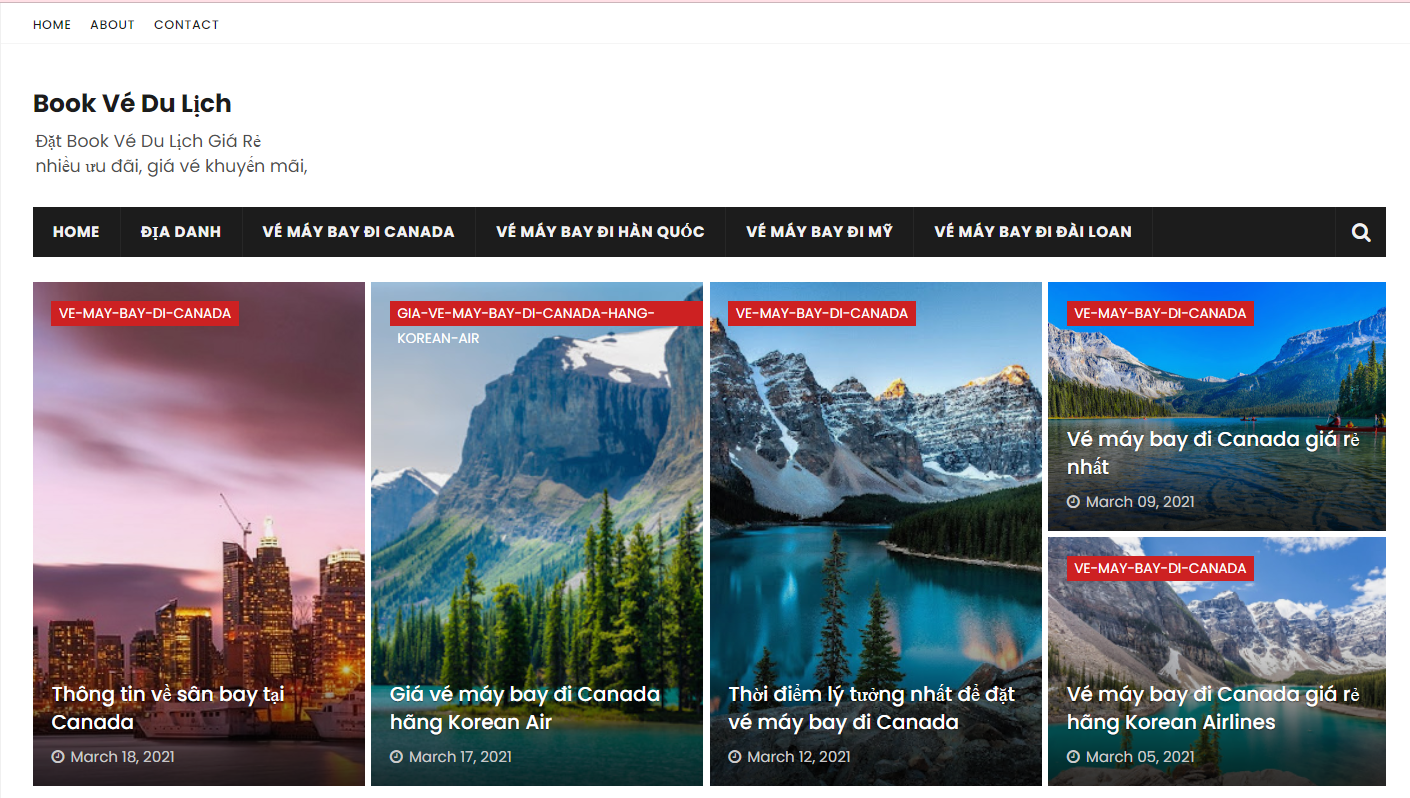 HOME ABOUT CONTACT
Book Vé Du Lịch
Đặt Book Vé Du Lịch Giá Rẻ
nhiều ưu đãi, giá vé khuyến mãi,
HOME ĐỊA DANH VÉ MÁY BAY ĐI CANADA VÉ MÁY BAY ĐI HÀN QUỐC VÉ MÁY BAY ĐI MỸ VÉ MÁY BAY ĐI ĐÀI LOAN
VE-MAY-BAY-DI-CANADA
Thông tin về sân bay tại
Canada
March 18, 2021
GIA-VE-MAY-BAY-DI-CANADA-HANG-
KOREAN-AIR
Giá vé máy bay đi Canada
hãng Korean Air
March 17, 2021
VE-MAY-BAY-DI-CANADA
Thời điểm lý tưởng nhất để đặt
vé máy bay đi Canada
March 12, 2021
VE-MAY-BAY-DI-CANADA
Vé máy bay đi Canada giá rẻ
nhất
March 09, 2021
VE-MAY-BAY-DI-CANADA
Vé máy bay đi Canada giá rẻ
hãng Korean Airlines
March 05, 2021